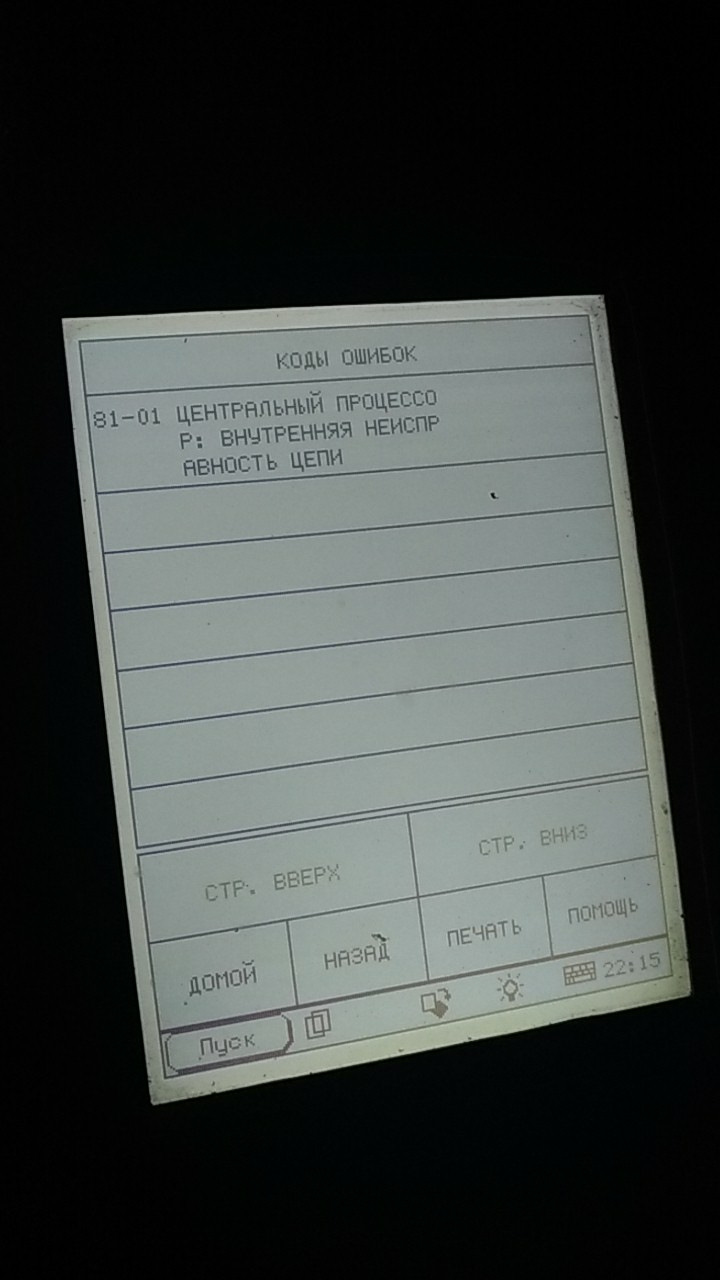 КОДЫ ОШИБОК
81-01 ЦЕНТРАЛЬНЫЙ ПРОЦЕССО
Р: ВНУТРЕННЯЯ НЕИСПР
АВНОСТЬ ЦЕПИ
СТР. ВВЕРХ СТР. ВНИЗ
ДОМОЙ НАЗАД ПЕЧАТЬ ПОМОЩЬ
Пуск 22:15